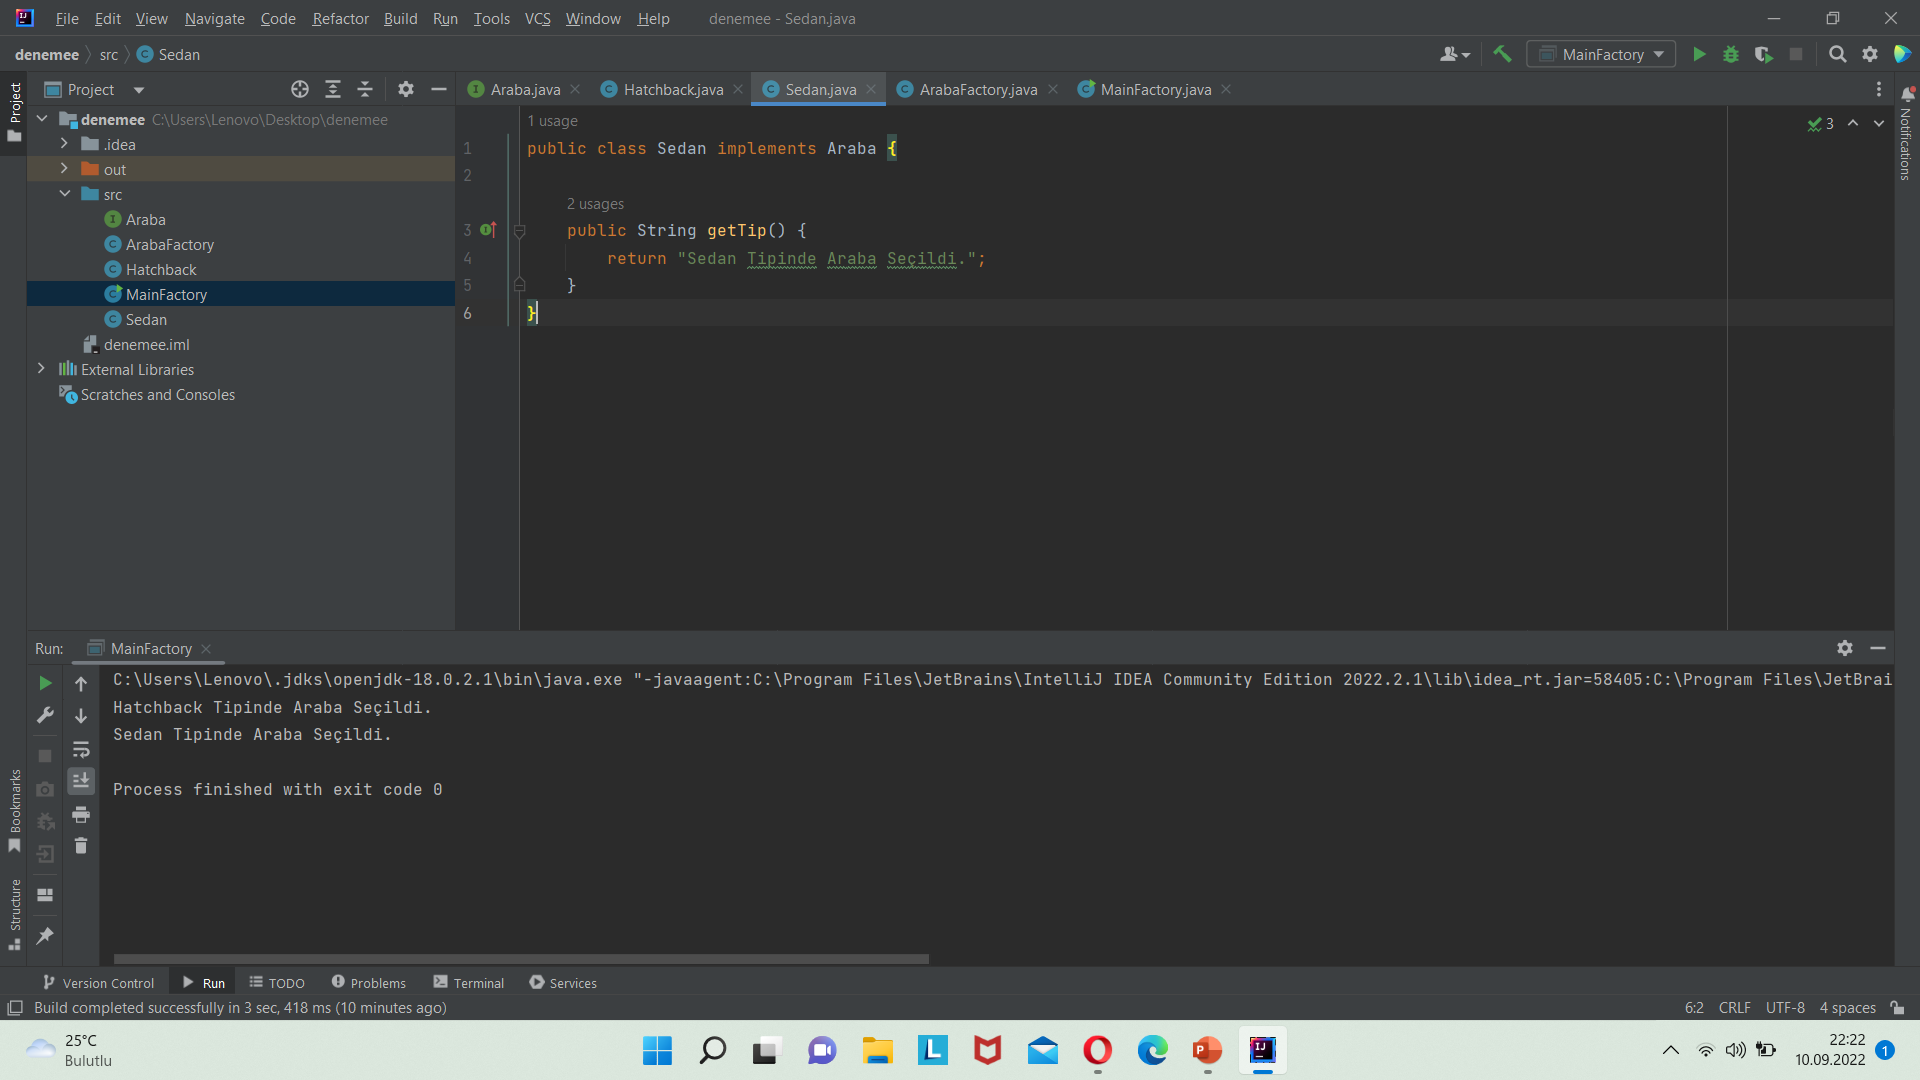 File Edit View Navigate Code Refactor Build Run Tools VCS Window Help denemee - Sedan.java
denemee src Sedan
MainFactory
Project
Araba.java Hatchback.java Sedan.java ArabaFactory.java MainFactory.java
Project
Notifications
denemee C:\Users\Lenovo\Desktop\denemee
.idea
out
src
Araba
ArabaFactory
Hatchback
MainFactory
Sedan
denemee.iml
External Libraries
Scratches and Consoles
1 usage
3
1 public class Sedan implements Araba {
2
2 usages
3 public String getTip() {
4 return "Sedan Tipinde Araba Seçildi.";
5 }
6 }
Run: MainFactory
C:\Users\Lenovo\.jdks\openjdk-18.0.2.1\bin\java.exe "-javaagent:C:\Program Files\JetBrains\IntelliJ IDEA Community Edition 2022.2.1\lib\idea_rt.jar=58405:C:\Program Files\JetBrai
Hatchback Tipinde Araba Seçildi.
Sedan Tipinde Araba Seçildi.
Process finished with exit code 0
Bookmarks
Structure
Version Control Run TODO Problems Terminal Services
Build completed successfully in 3 sec, 418 ms (10 minutes ago)
6:2 CRLF UTF-8 4 spaces
25°C
Bulutlu
22:22
10.09.2022
1